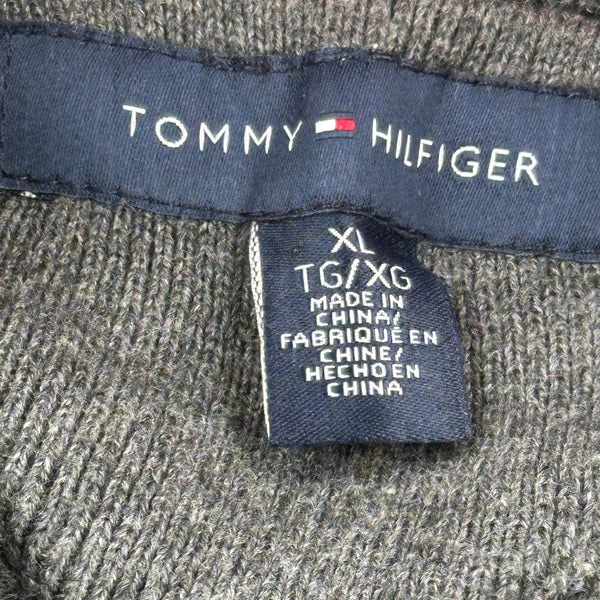 TOMMY HILFIGER
XL
TG/XG
MADE IN
CHINA/
FABRIQUÉ EN
CHINE/
HECHO EN
CHINA